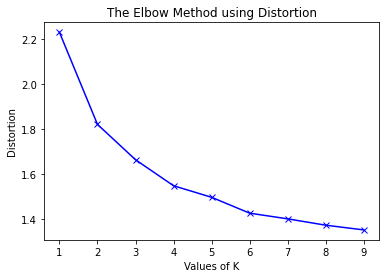 The Elbow Method using Distortion
2.2
2.0
1.8
1.6
1.4
Distortion
1 2 3 4 5 6 7 8 9
Values of K